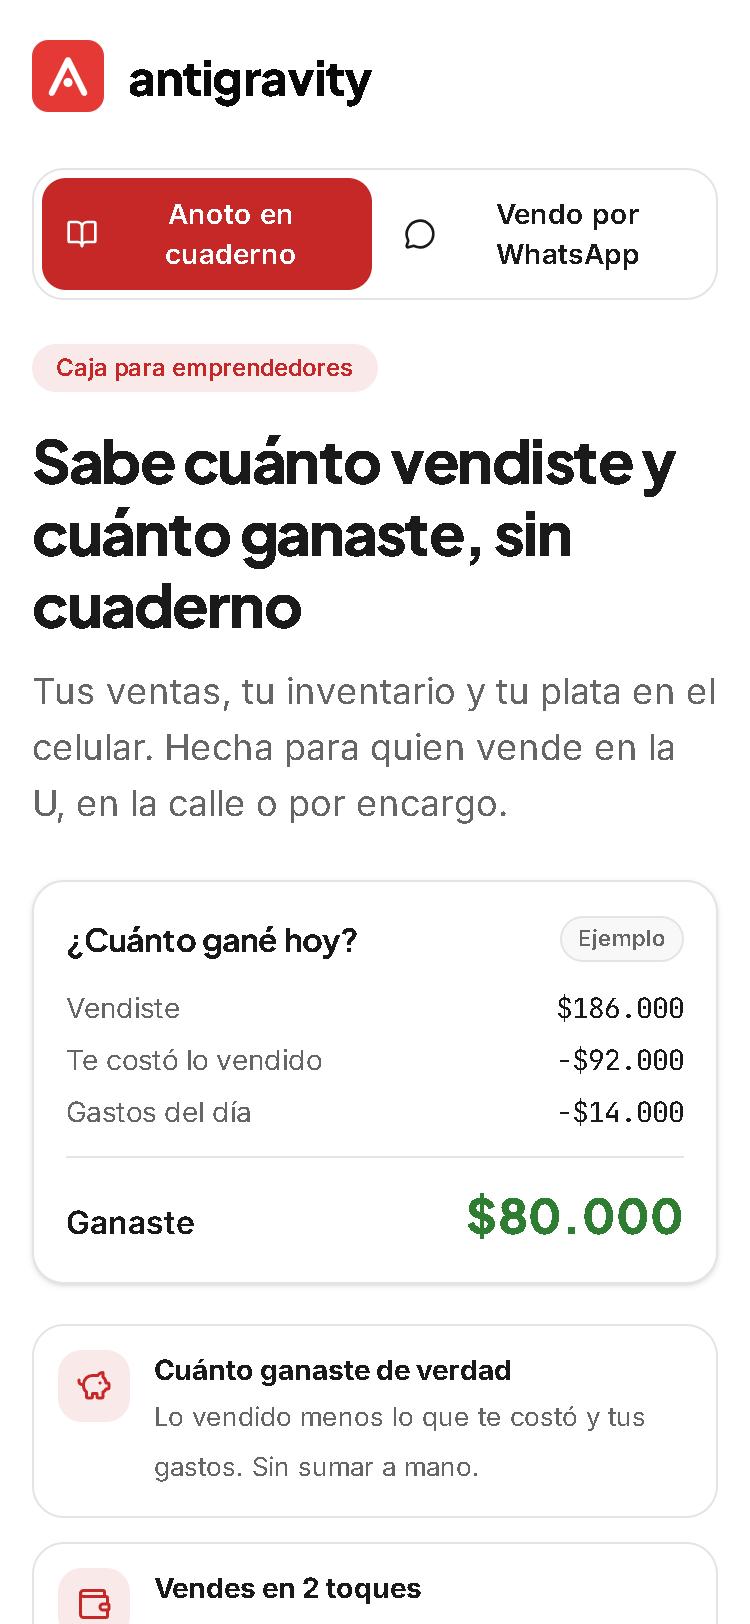 antigravity
Anoto en
cuaderno
Vendo por
WhatsApp
Caja para emprendedores
Sabe cuánto vendiste y
cuánto ganaste, sin
cuaderno
Tus ventas, tu inventario y tu plata en el
celular. Hecha para quien vende en la
U, en la calle o por encargo.
¿Cuánto gané hoy?
Ejemplo
Vendiste
$186.000
Te costó lo vendido
-$92.000
Gastos del día
-$14.000
Ganaste
$80.000
Cuánto ganaste de verdad
Lo vendido menos lo que te costó y tus
gastos. Sin sumar a mano.
Vendes en 2 toques